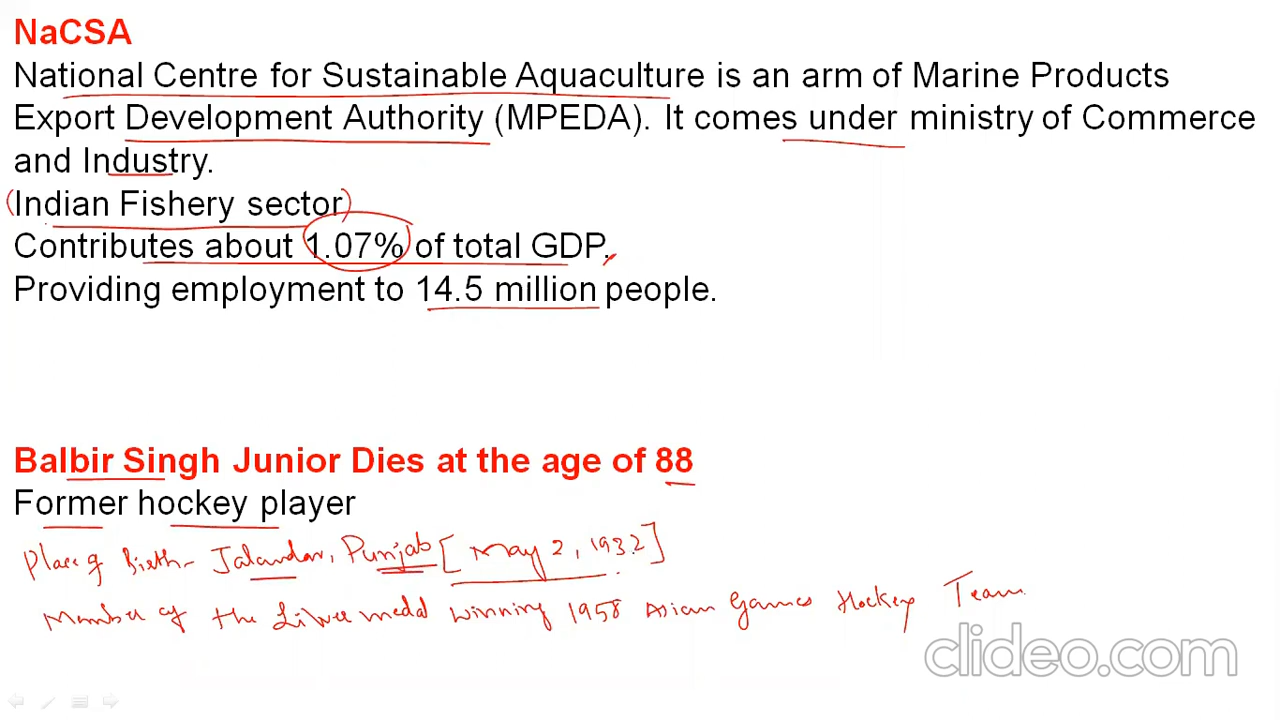 NaCSA
National Centre for Sustainable Aquaculture is an arm of Marine Products
Export Development Authority (MPEDA). It comes under ministry of Commerce
and Industry.
(Indian Fishery sector)
Contributes about 1.07% of total GDP.
Providing employment to 14.5 million people.
Balbir Singh Junior Dies at the age of 88
Former hockey player
Place of Birth- Jalandar, Punjab [May 2, 1932]
Member of the Silver medal winning 1958 Asian Games Hockey Team.
clideo.com